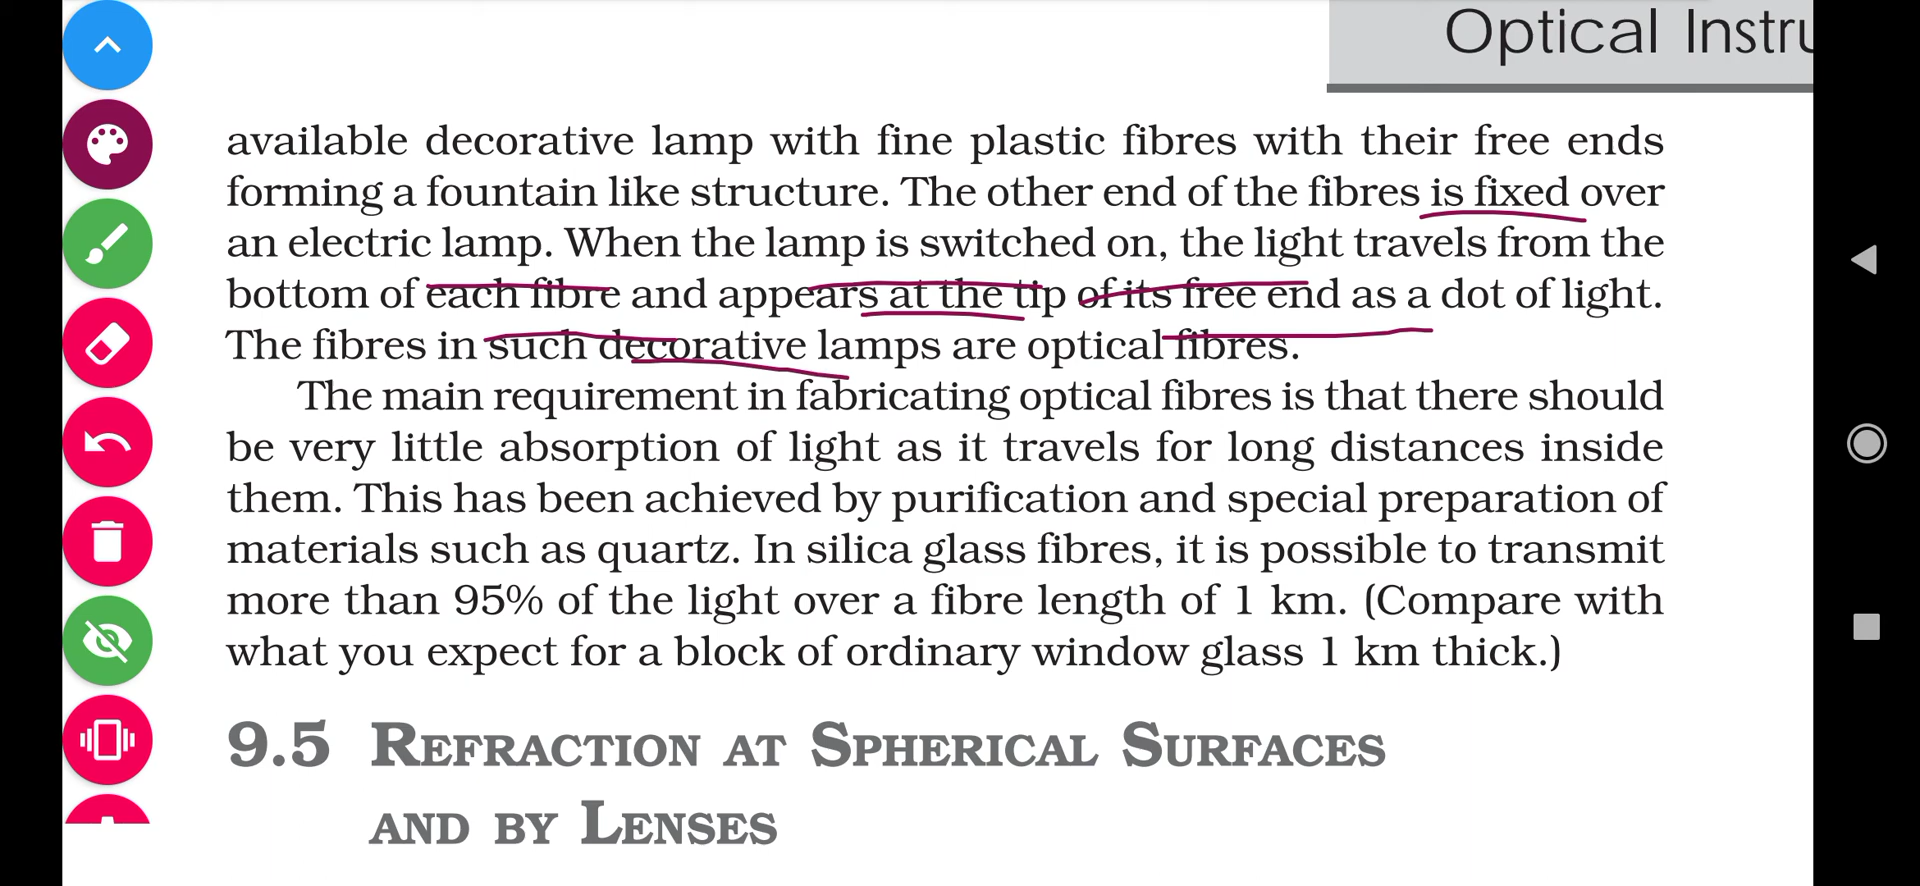 Optical Instru
available decorative lamp with fine plastic fibres with their free ends
forming a fountain like structure. The other end of the fibres is fixed over
an electric lamp. When the lamp is switched on, the light travels from the
bottom of each fibre and appears at the tip of its free end as a dot of light.
The fibres in such decorative lamps are optical fibres.
The main requirement in fabricating optical fibres is that there should
be very little absorption of light as it travels for long distances inside
them. This has been achieved by purification and special preparation of
materials such as quartz. In silica glass fibres, it is possible to transmit
more than 95% of the light over a fibre length of 1 km. (Compare with
what you expect for a block of ordinary window glass 1 km thick.)
9.5 REFRACTION AT SPHERICAL SURFACES
AND BY LENSES